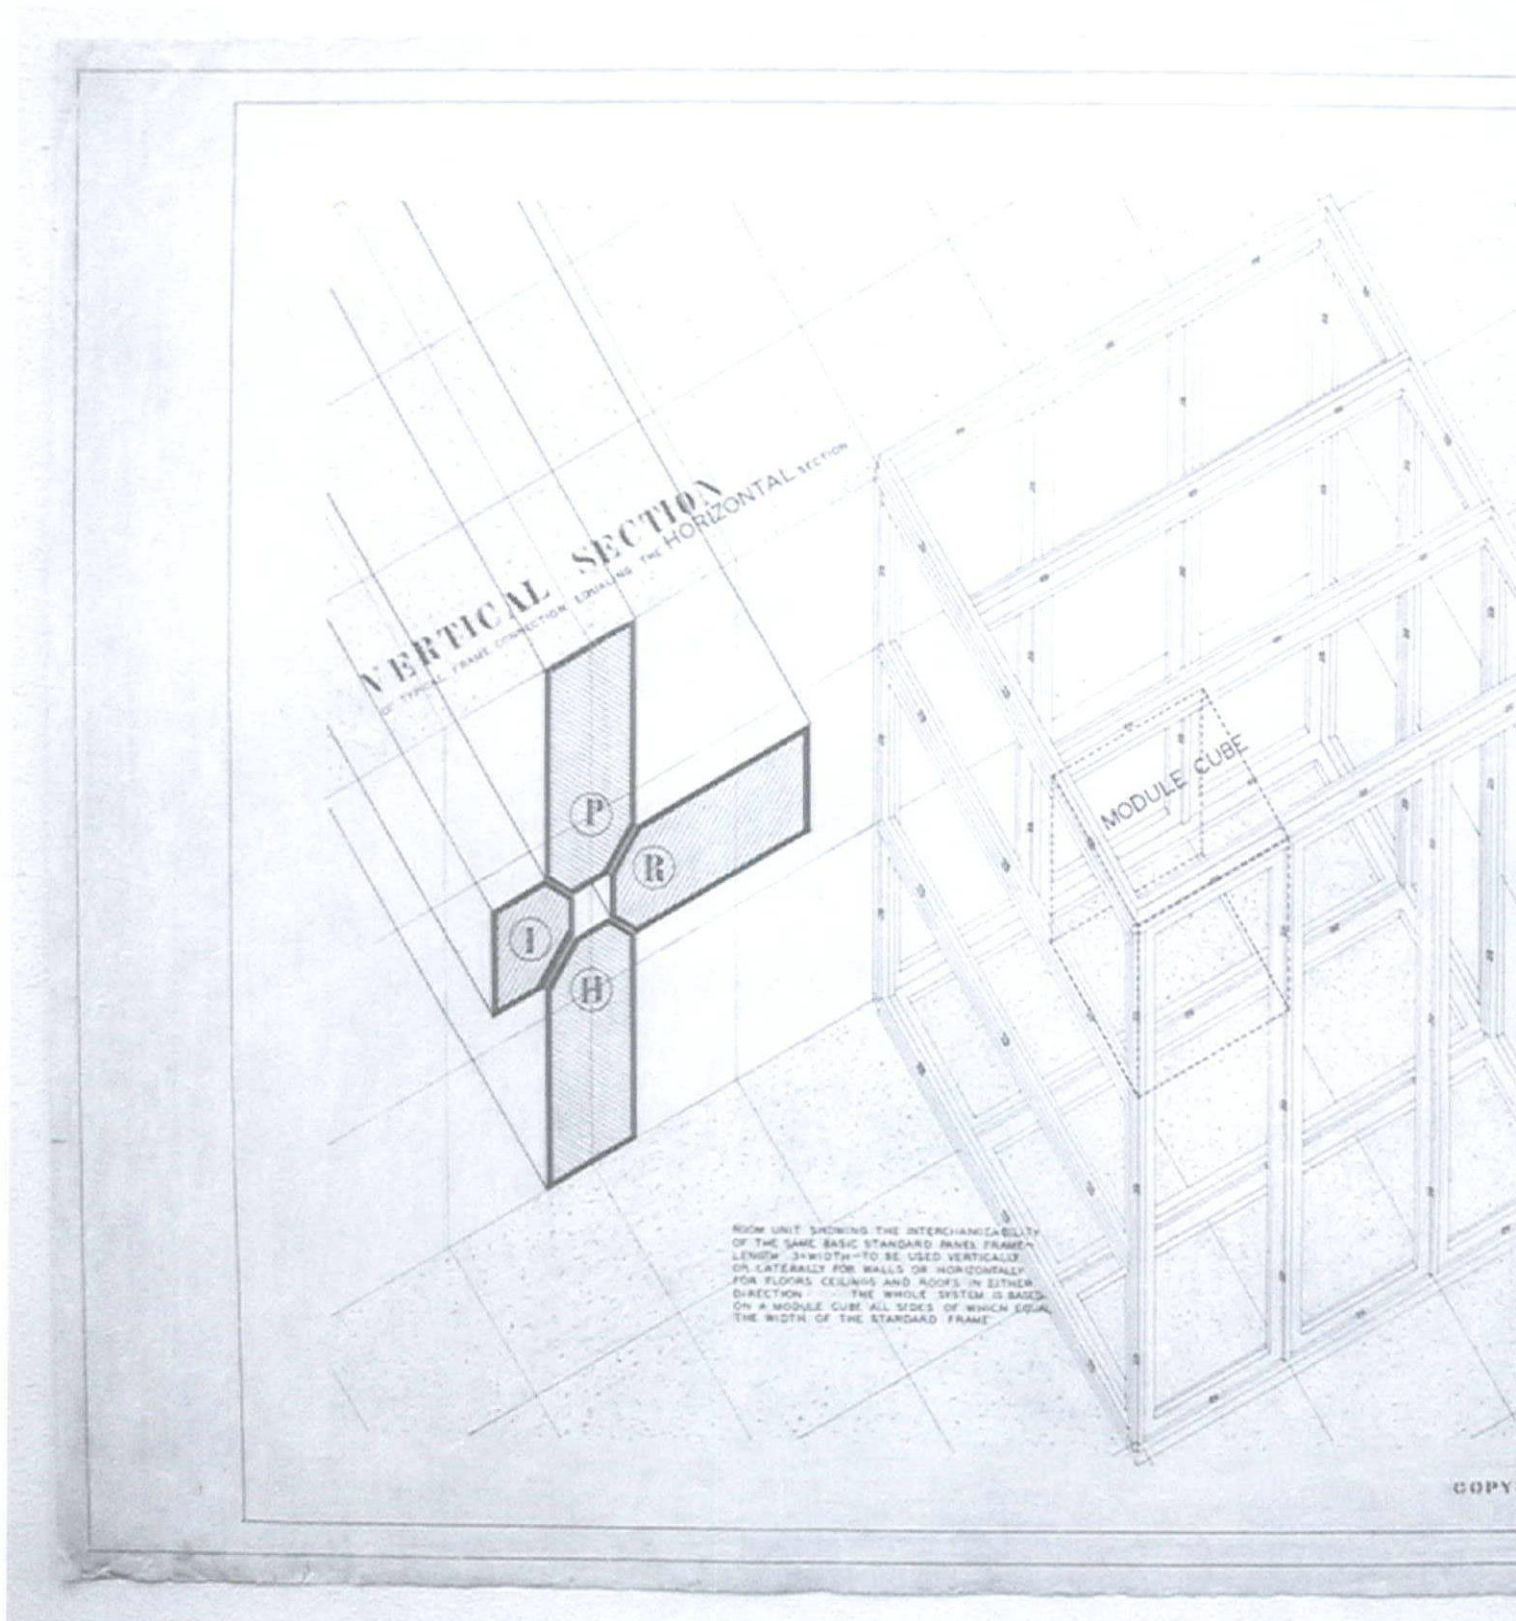 VERTICAL SECTION
OF TYPICAL FRAME CONNECTION EQUALING THE HORIZONTAL SECTION
P
R
I
H
MODULE CUBE
ROOM UNIT SHOWING THE INTERCHANGEABILITY
OF THE SAME BASIC STANDARD PANEL FRAME
LENGTH 3×WIDTH—TO BE USED VERTICALLY
OR LATERALLY FOR WALLS OR HORIZONTALLY
FOR FLOORS CEILINGS AND ROOFS IN EITHER
DIRECTION THE WHOLE SYSTEM IS BASED
ON A MODULE CUBE ALL SIDES OF WHICH EQUAL
THE WIDTH OF THE STANDARD FRAME
COPY